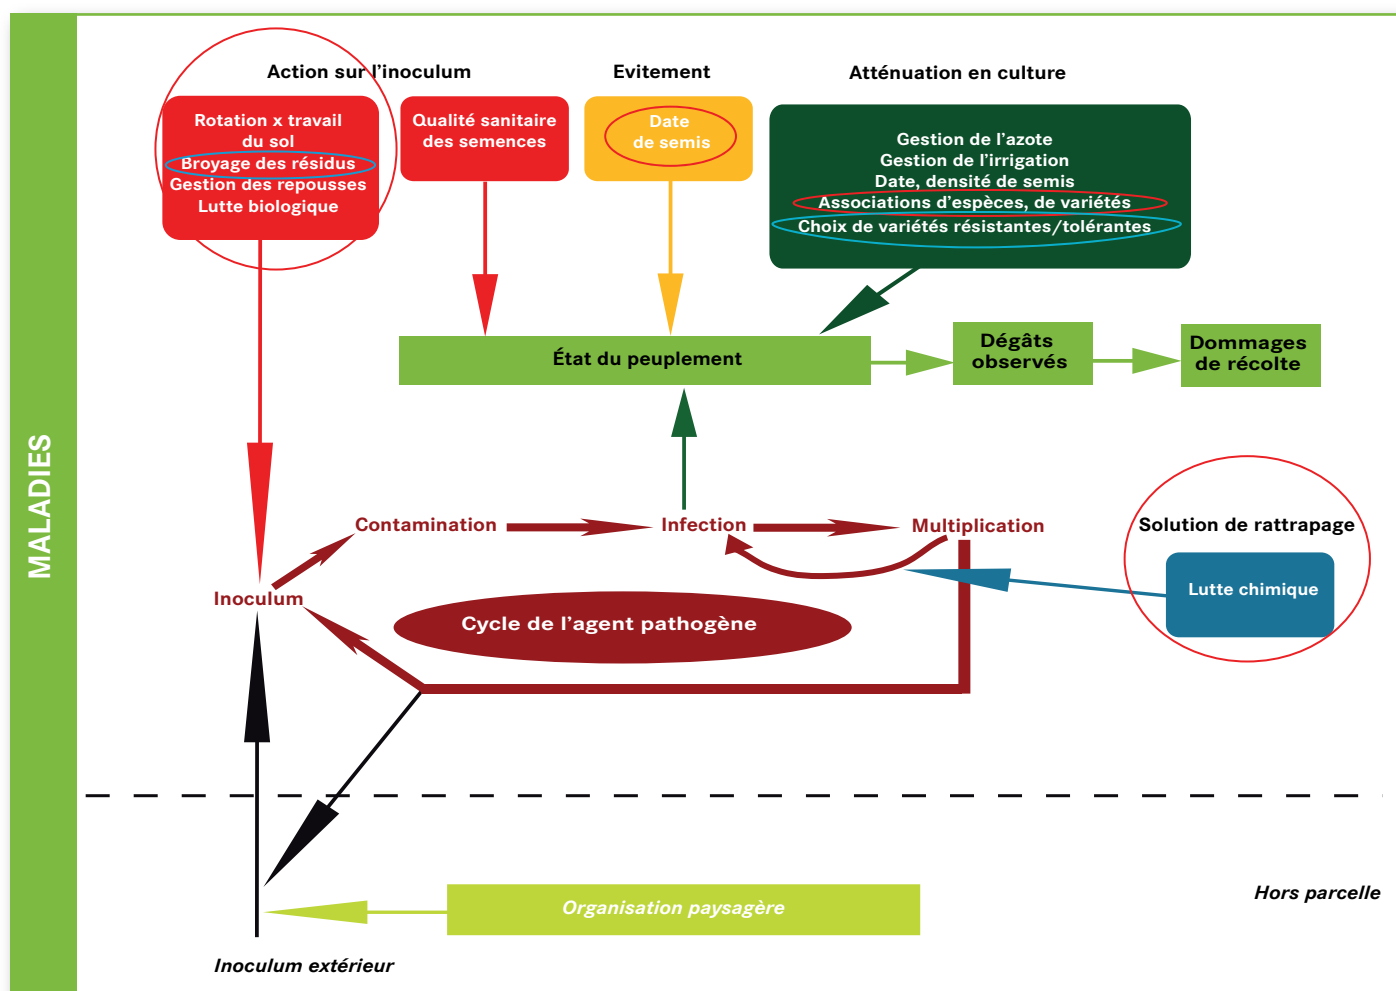 MALADIES
Action sur l'inoculum
Evitement
Atténuation en culture
Rotation x travail
du sol
Broyage des résidus
Gestion des repousses
Lutte biologique
Qualité sanitaire
des semences
Date
de semis
Gestion de l'azote
Gestion de l'irrigation
Date, densité de semis
Associations d'espèces, de variétés
Choix de variétés résistantes/tolérantes
État du peuplement
Dégâts
observés
Dommages
de récolte
Contamination
Infection
Multiplication
Solution de rattrapage
Lutte chimique
Inoculum
Cycle de l'agent pathogène
Hors parcelle
Organisation paysagère
Inoculum extérieur